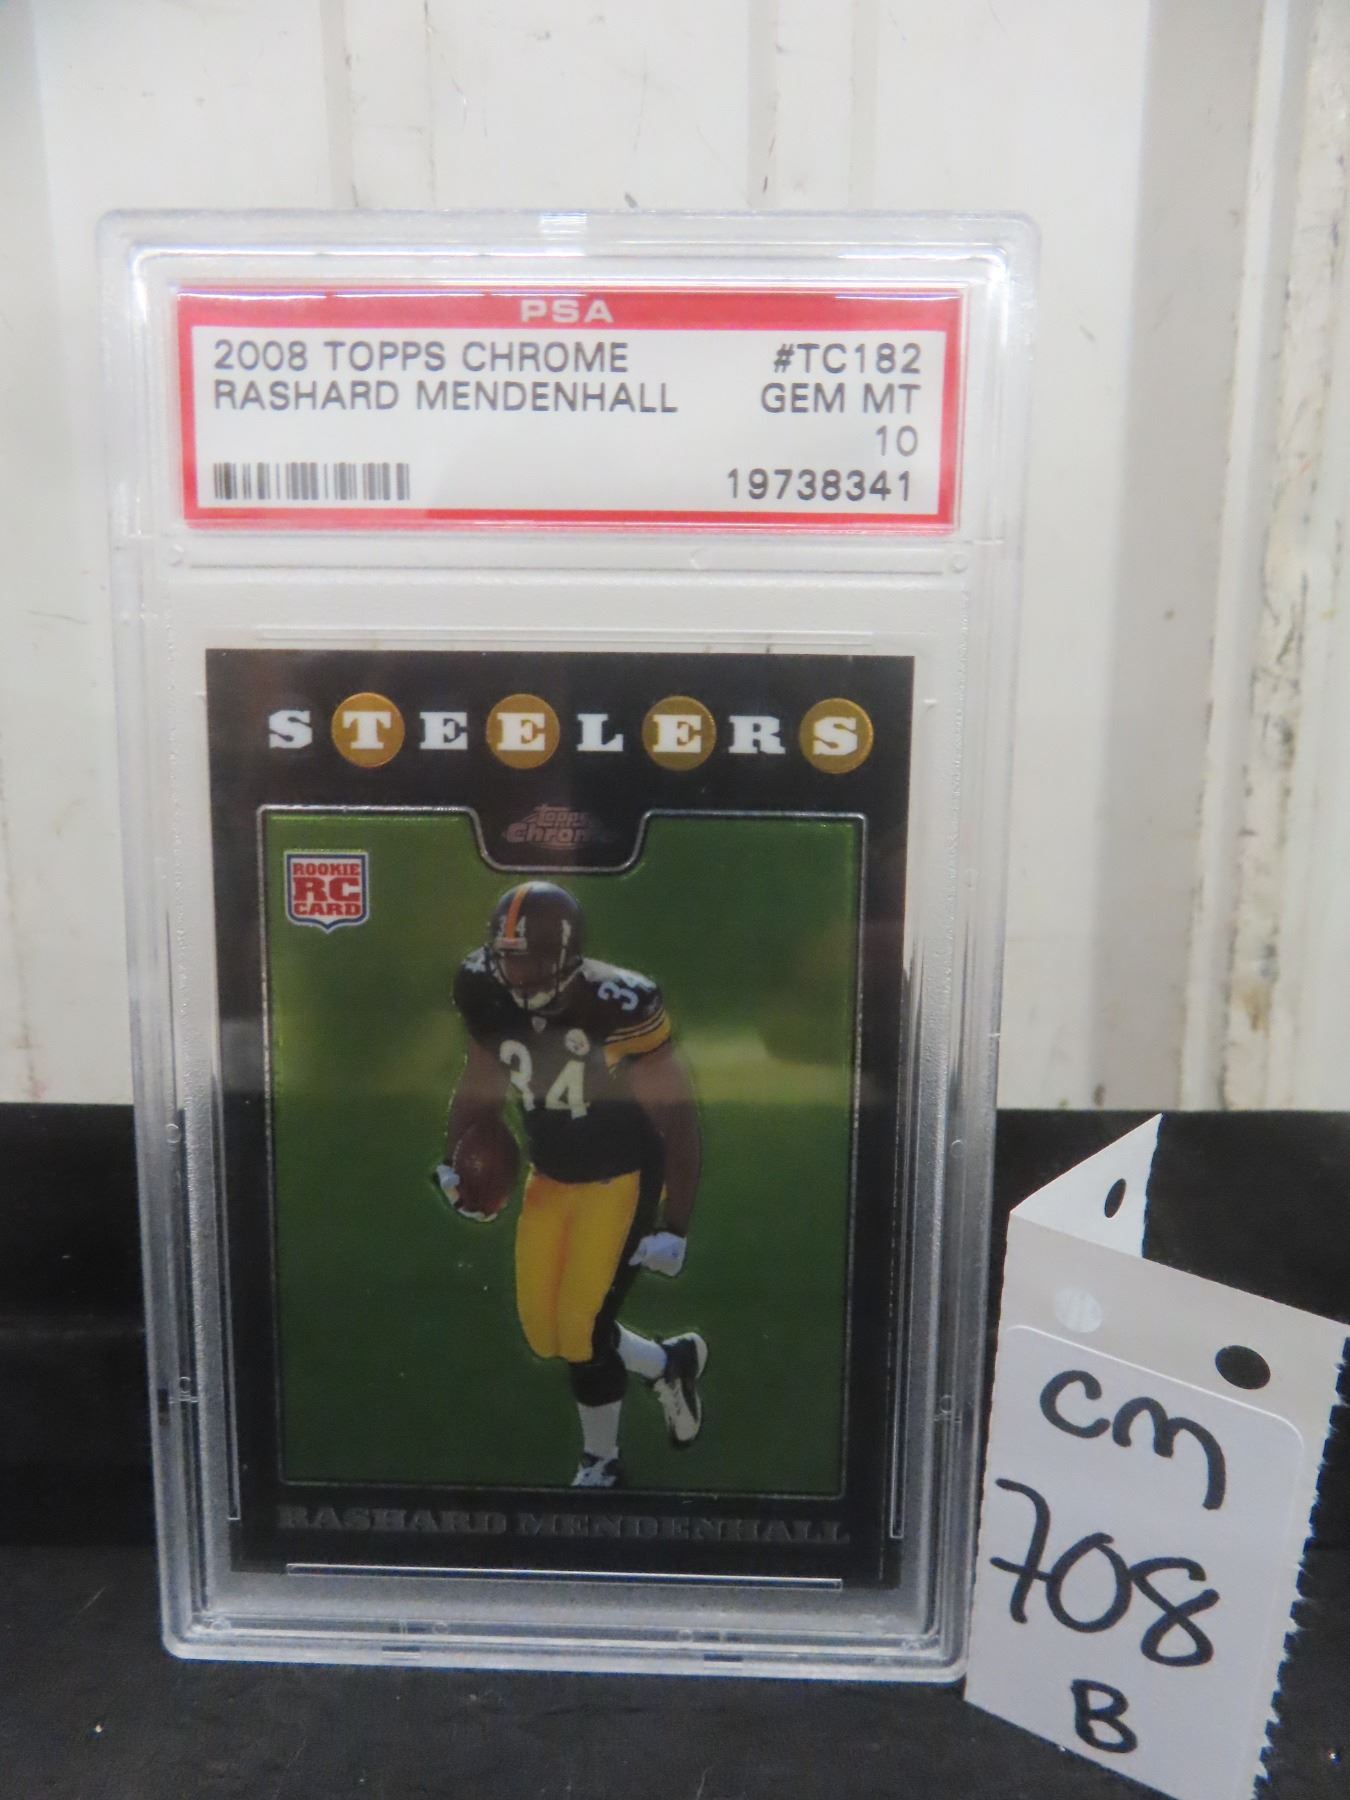 PSA
2008 TOPPS CHROME #TC182
RASHARD MENDENHALL GEM MT
10
19738341
STEELERS
topps
Chrome
ROOKIE
RC
CARD
34
34
34
RASHARD MENDENHALL
CM
708
B